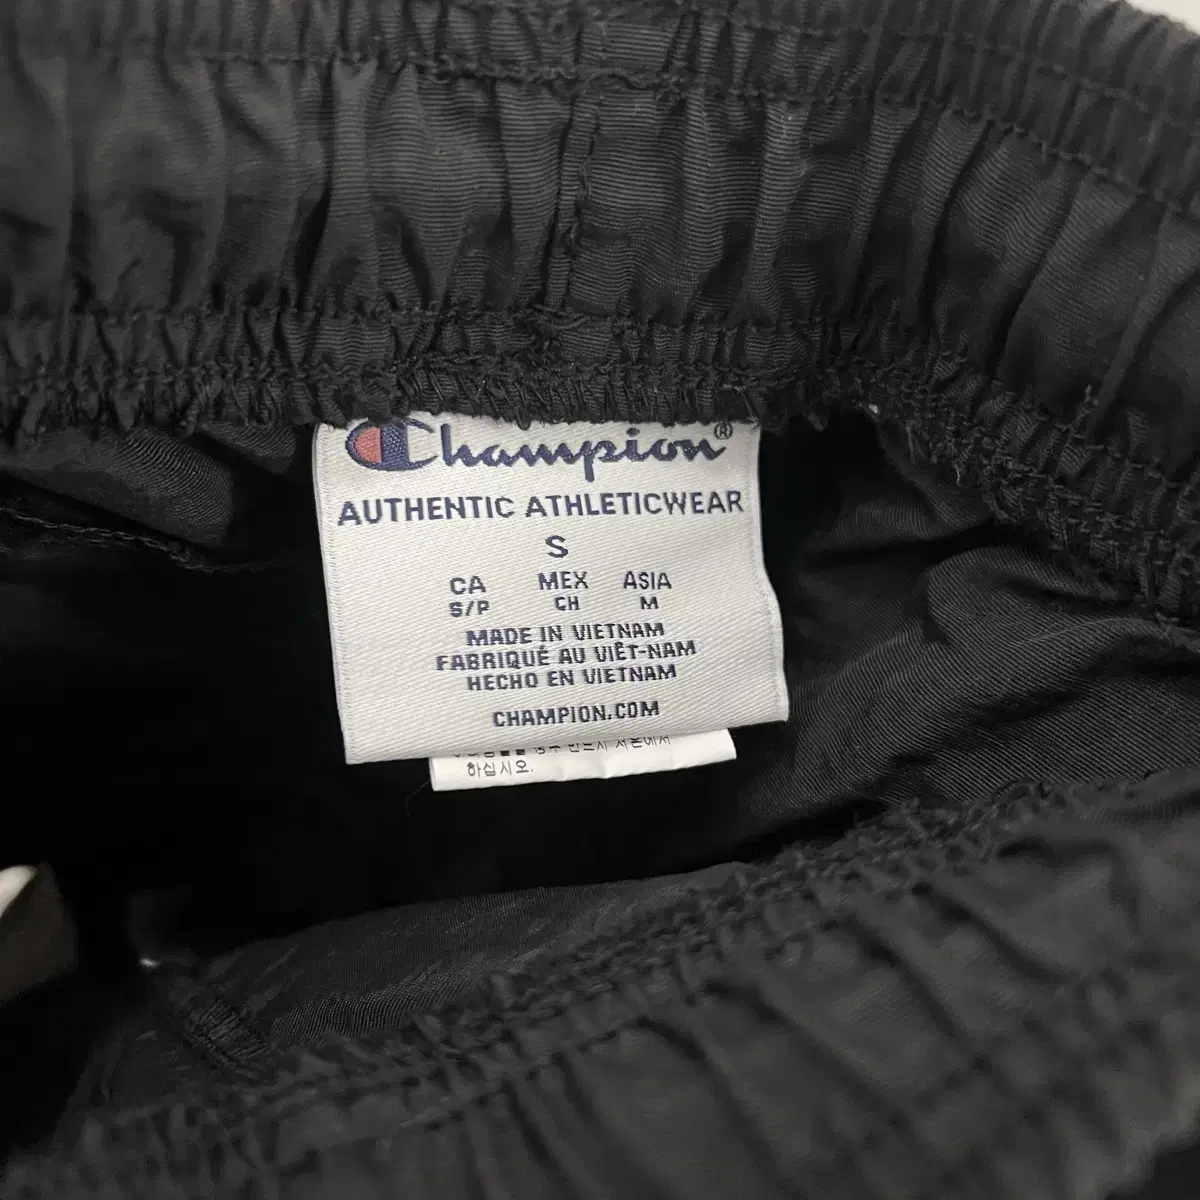 Champion®
AUTHENTIC ATHLETICWEAR
S
CA MEX ASIA
S/P CH M
MADE IN VIETNAM
FABRIQUÉ AU VIÊT-NAM
HECHO EN VIETNAM
CHAMPION.COM
하십시오.